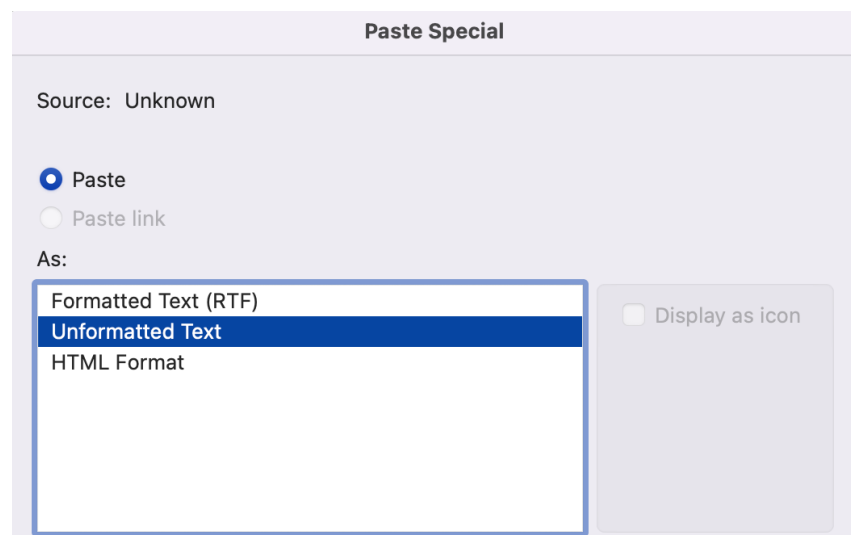 Paste Special
Source: Unknown
Paste
Paste link
As:
Formatted Text (RTF)
Unformatted Text
HTML Format
Display as icon